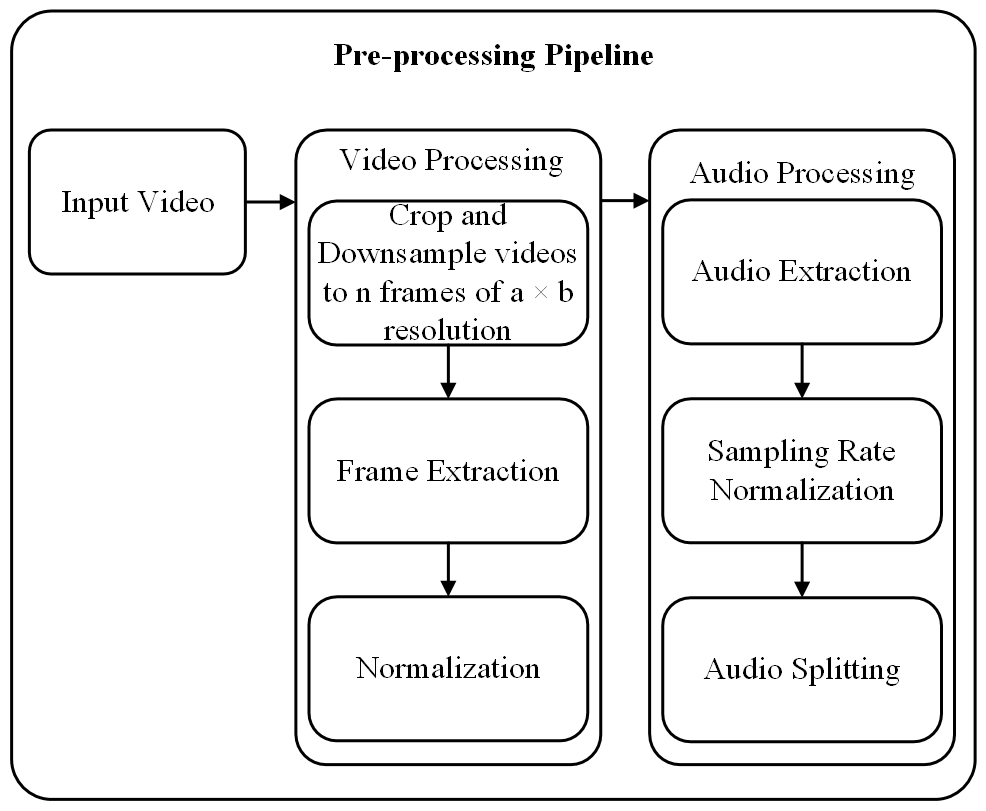 Pre-processing Pipeline
Input Video
Video Processing
Crop and
Downsample videos
to n frames of a × b
resolution
Frame Extraction
Normalization
Audio Processing
Audio Extraction
Sampling Rate
Normalization
Audio Splitting